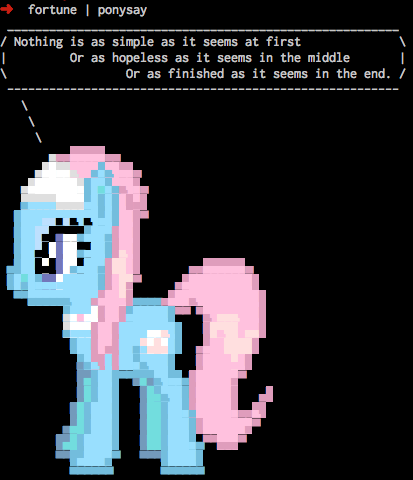 ➜ fortune | ponysay
Nothing is as simple as it seems at first
Or as hopeless as it seems in the middle
Or as finished as it seems in the end.